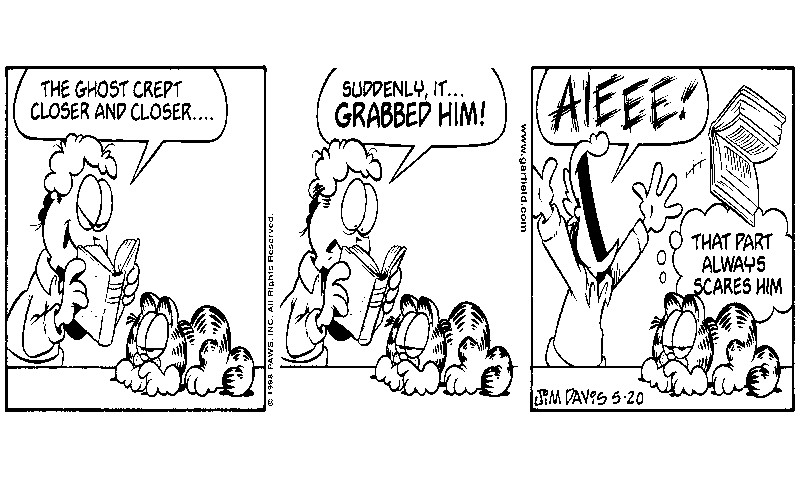 THE GHOST CREPT
CLOSER AND CLOSER....
© 1998 PAWS, INC. All Rights Reserved.
SUDDENLY, IT...
GRABBED HIM!
www.garfield.com
AIEEE!
THAT PART
ALWAYS
SCARES HIM
JIM DAVIS 5·20